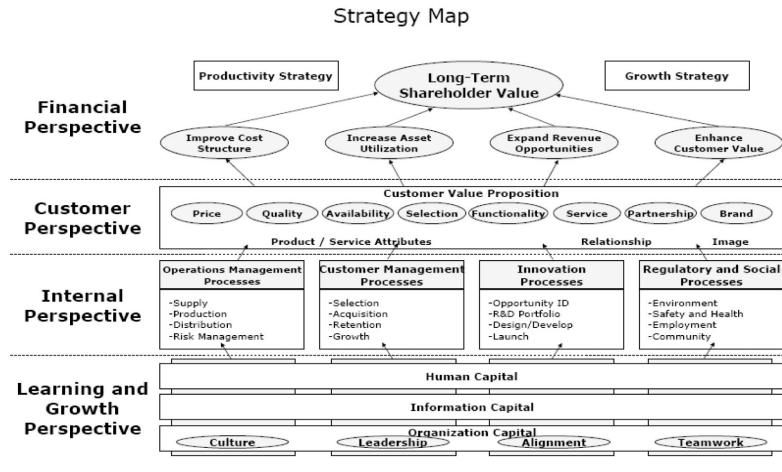 Strategy Map
Productivity Strategy
Long-Term
Shareholder Value
Growth Strategy
Financial
Perspective
Improve Cost
Structure
Increase Asset
Utilization
Expand Revenue
Opportunities
Enhance
Customer Value
Customer
Perspective
Customer Value Proposition
Price
Quality
Availability
Selection
Functionality
Service
Partnership
Brand
Product / Service Attributes
Relationship
Image
Internal
Perspective
Operations Management
Processes
-Supply
-Production
-Distribution
-Risk Management
Customer Management
Processes
-Selection
-Acquisition
-Retention
-Growth
Innovation
Processes
-Opportunity ID
-R&D Portfolio
-Design/Develop
-Launch
Regulatory and Social
Processes
-Environment
-Safety and Health
-Employment
-Community
Learning and
Growth
Perspective
Human Capital
Information Capital
Organization Capital
Culture
Leadership
Alignment
Teamwork